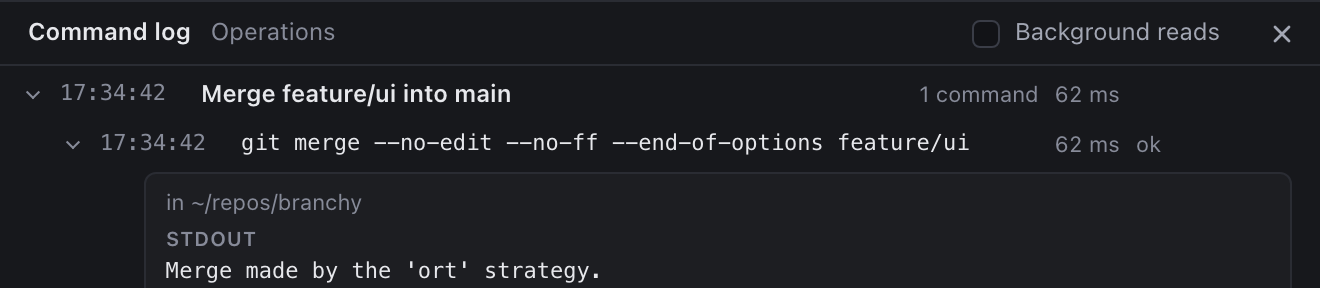 Command log Operations Background reads
17:34:42 Merge feature/ui into main 1 command 62 ms
17:34:42 git merge --no-edit --no-ff --end-of-options feature/ui 62 ms ok
in ~/repos/branchy
STDOUT
Merge made by the 'ort' strategy.